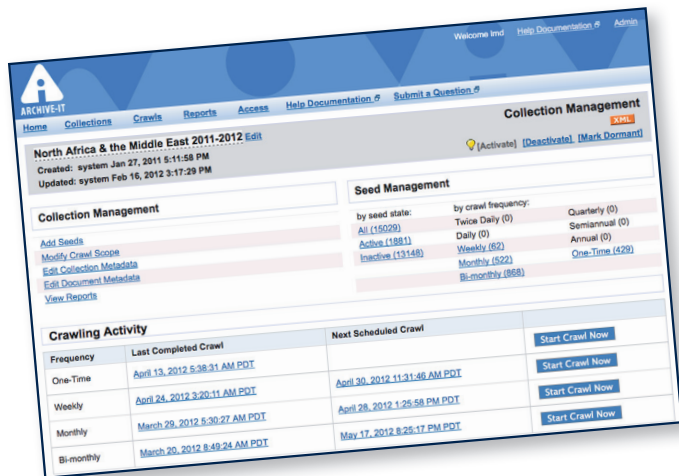 Welcome lmd Help Documentation Admin
ARCHIVE-IT
Home Collections Crawls Reports Access Help Documentation Submit a Question
North Africa & the Middle East 2011-2012 Edit
Created: system Jan 27, 2011 5:11:58 PM
Updated: system Feb 16, 2012 3:17:29 PM
Collection Management
XML
[Activate] [Deactivate] [Mark Dormant]
Collection Management
Add Seeds
Modify Crawl Scope
Edit Collection Metadata
Edit Document Metadata
View Reports
Seed Management
by seed state: by crawl frequency:
All (15029) Twice Daily (0) Quarterly (0)
Active (1881) Daily (0) Semiannual (0)
Inactive (13148) Weekly (62) Annual (0)
Monthly (522) One-Time (429)
Bi-monthly (868)
Crawling Activity
Frequency Last Completed Crawl Next Scheduled Crawl
One-Time April 13, 2012 5:38:31 AM PDT Start Crawl Now
Weekly April 24, 2012 3:20:11 AM PDT April 30, 2012 11:31:46 AM PDT Start Crawl Now
Monthly March 29, 2012 5:30:27 AM PDT April 28, 2012 1:25:58 PM PDT Start Crawl Now
Bi-monthly March 20, 2012 8:49:24 AM PDT May 17, 2012 8:25:17 PM PDT Start Crawl Now